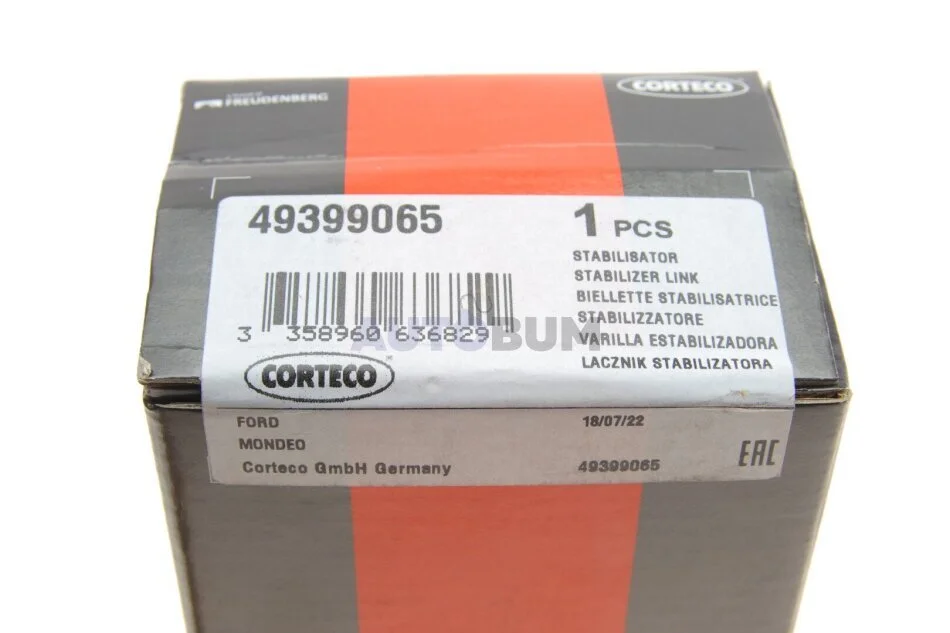 FREUDENBERG
CORTECO
49399065
1 PCS
STABILISATOR
STABILIZER LINK
BIELLETTE STABILISATRICE
STABILIZZATORE
VARILLA ESTABILIZADORA
LACZNIK STABILIZATORA
3 358960 636829
AUTOBUM
CORTECO
FORD
18/07/22
MONDEO
EAC
Corteco GmbH Germany
49399065